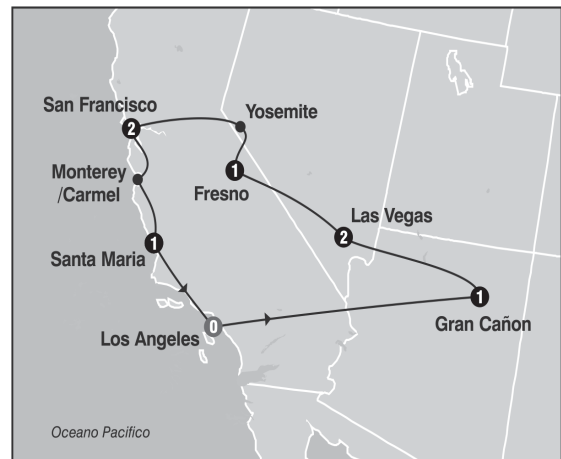 San Francisco
2
Yosemite
Monterey
/Carmel
1
Fresno
Las Vegas
2
1
Santa Maria
1
Gran Cañon
Los Angeles
0
Oceano Pacifico